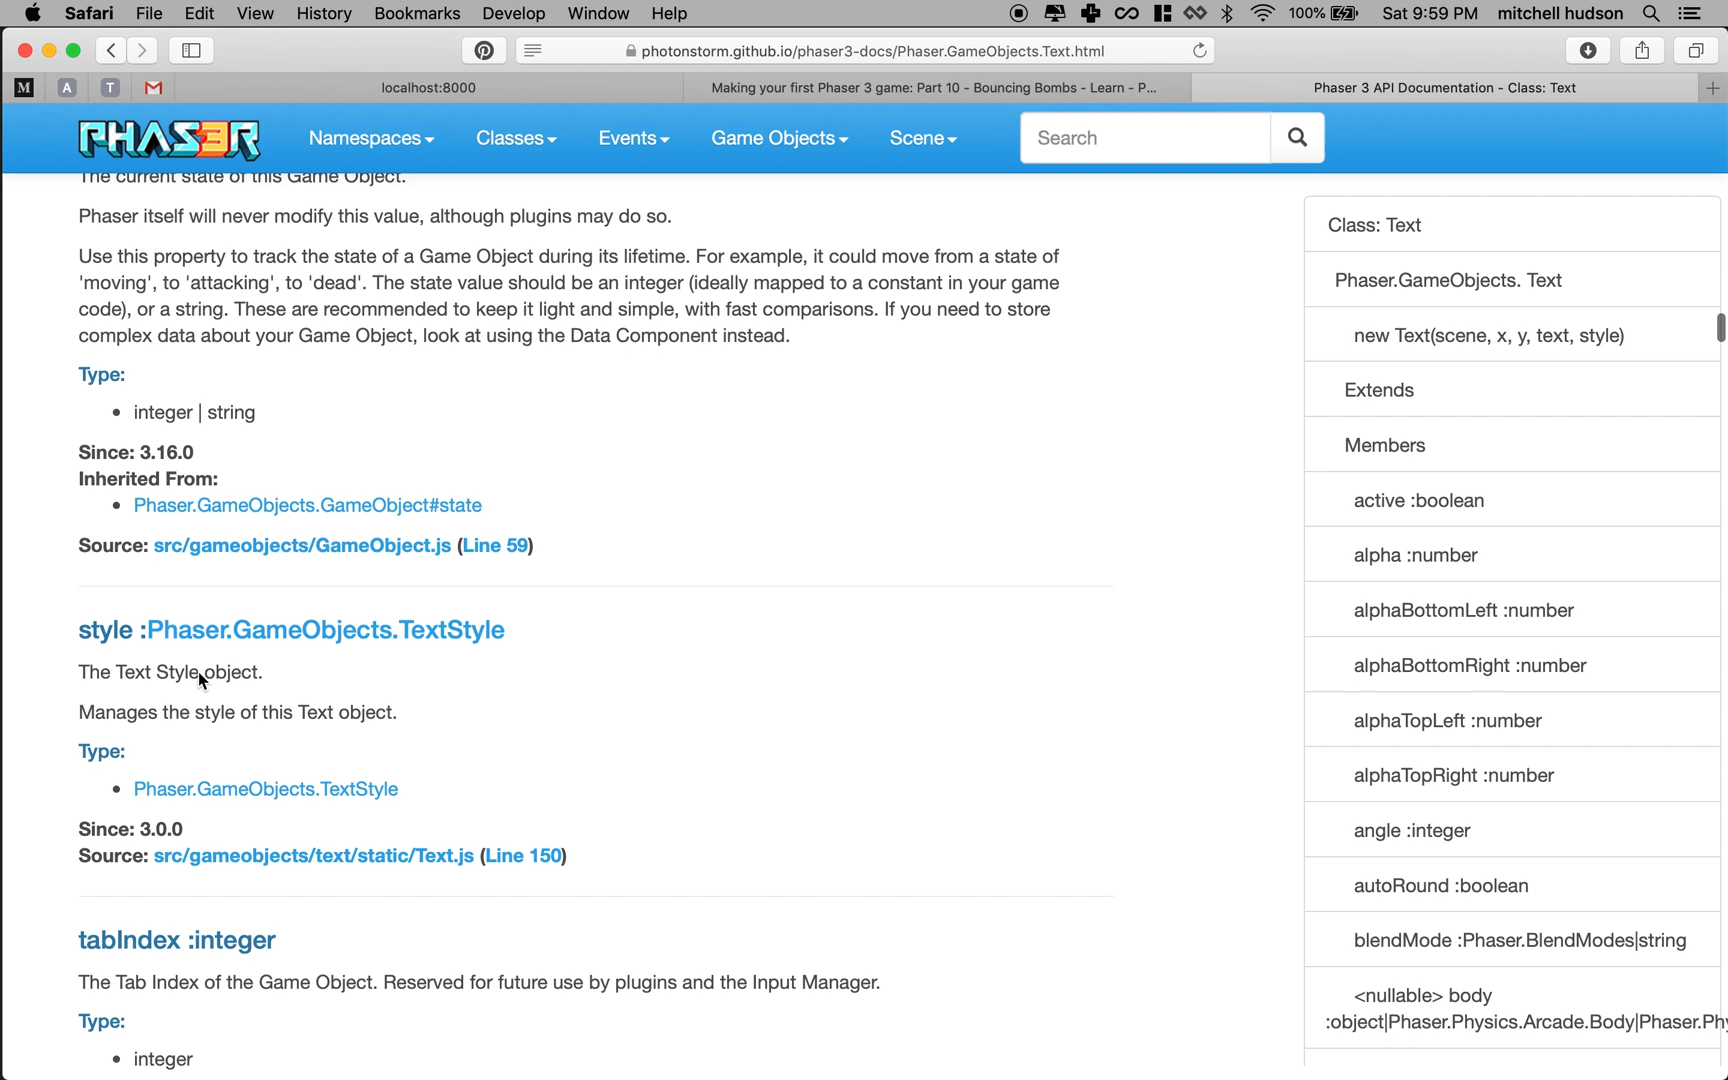 Safari File Edit View History Bookmarks Develop Window Help 100% Sat 9:59 PM mitchell hudson
photonstorm.github.io/phaser3-docs/Phaser.GameObjects.Text.html
M A T localhost:8000 Making your first Phaser 3 game: Part 10 - Bouncing Bombs - Learn - P... Phaser 3 API Documentation - Class: Text
PHAS3R Namespaces Classes Events Game Objects Scene Search
The current state of this Game Object.
Phaser itself will never modify this value, although plugins may do so.
Use this property to track the state of a Game Object during its lifetime. For example, it could move from a state of
'moving', to 'attacking', to 'dead'. The state value should be an integer (ideally mapped to a constant in your game
code), or a string. These are recommended to keep it light and simple, with fast comparisons. If you need to store
complex data about your Game Object, look at using the Data Component instead.
Type:
• integer | string
Since: 3.16.0
Inherited From:
• Phaser.GameObjects.GameObject#state
Source: src/gameobjects/GameObject.js (Line 59)
style :Phaser.GameObjects.TextStyle
The Text Style object.
Manages the style of this Text object.
Type:
• Phaser.GameObjects.TextStyle
Since: 3.0.0
Source: src/gameobjects/text/static/Text.js (Line 150)
tabIndex :integer
The Tab Index of the Game Object. Reserved for future use by plugins and the Input Manager.
Type:
• integer
Class: Text
Phaser.GameObjects. Text
new Text(scene, x, y, text, style)
Extends
Members
active :boolean
alpha :number
alphaBottomLeft :number
alphaBottomRight :number
alphaTopLeft :number
alphaTopRight :number
angle :integer
autoRound :boolean
blendMode :Phaser.BlendModes|string
<nullable> body
:object|Phaser.Physics.Arcade.Body|Phaser.Phy